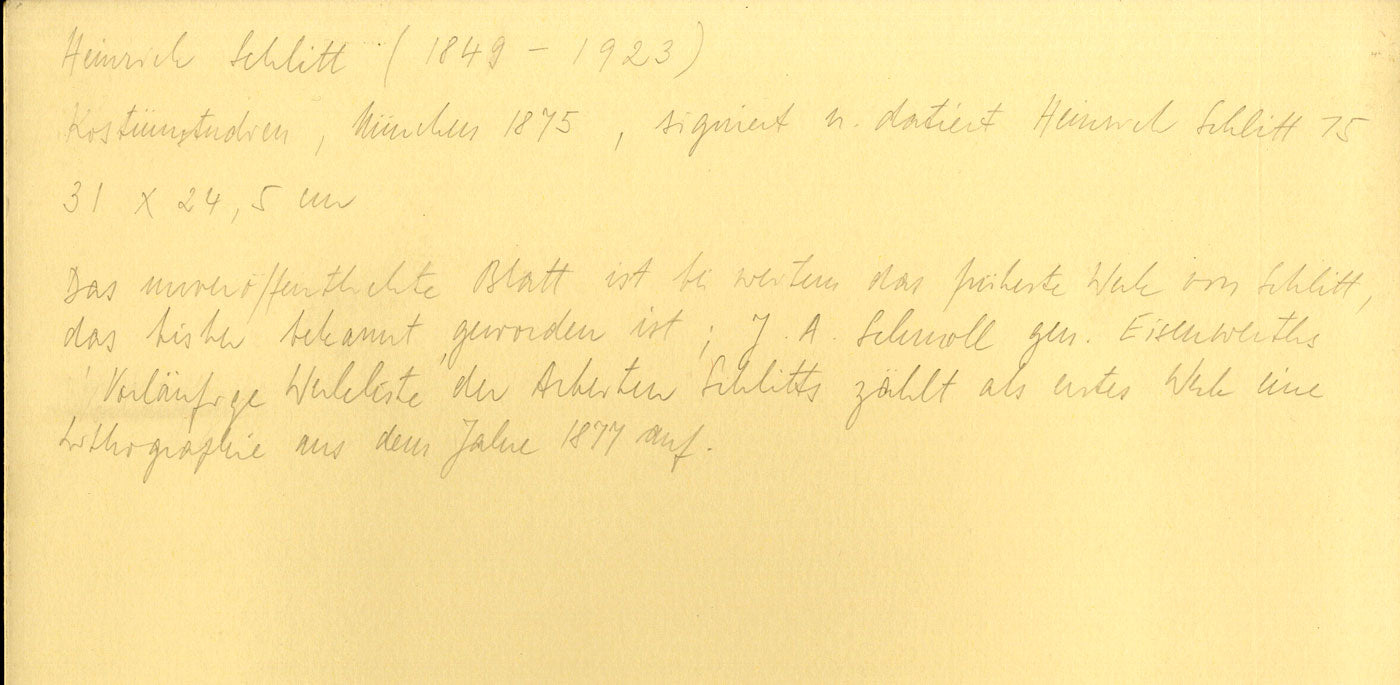 Heinrich Schlitt (1849 - 1923)
Kostümstudien, München 1875, signiert u. datiert Heinrich Schlitt 75
31 x 24,5 cm
Das unveröffentlichte Blatt ist bei weitem das früheste Werk von Schlitt,
das bisher bekannt geworden ist; J. A. Schmoll gen. Eisenwerths
'Vorläufige Werkliste' der Arbeiten Schlitts zählt als erstes Werk eine
Lithographie aus dem Jahre 1877 auf.